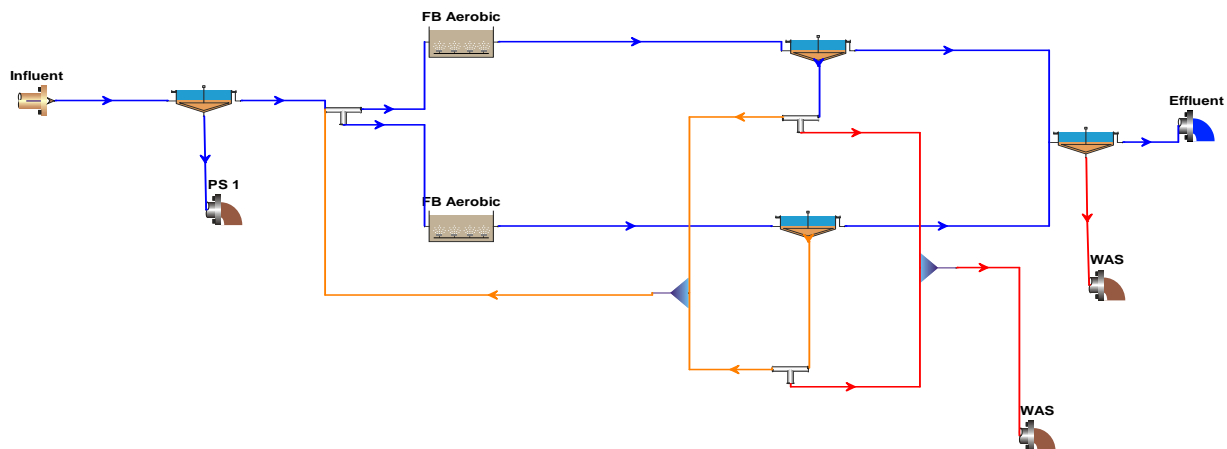 FB Aerobic
Influent
Effluent
PS 1
FB Aerobic
WAS
WAS